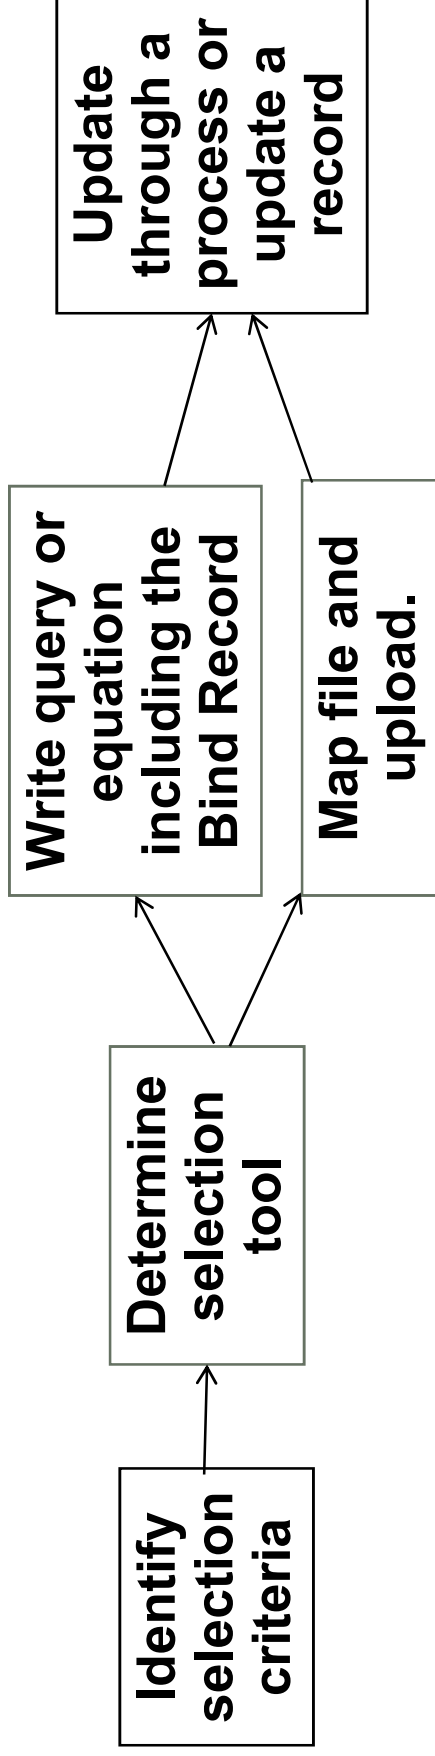 Identify
selection
criteria
Determine
selection
tool
Write query or
equation
including the
Bind Record
Map file and
upload.
Update
through a
process or
update a
record